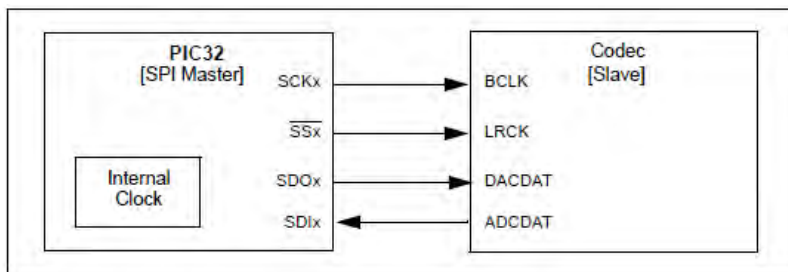 PIC32
[SPI Master]
Internal
Clock
SCKx
SSx
SDOx
SDIx
Codec
[Slave]
BCLK
LRCK
DACDAT
ADCDAT